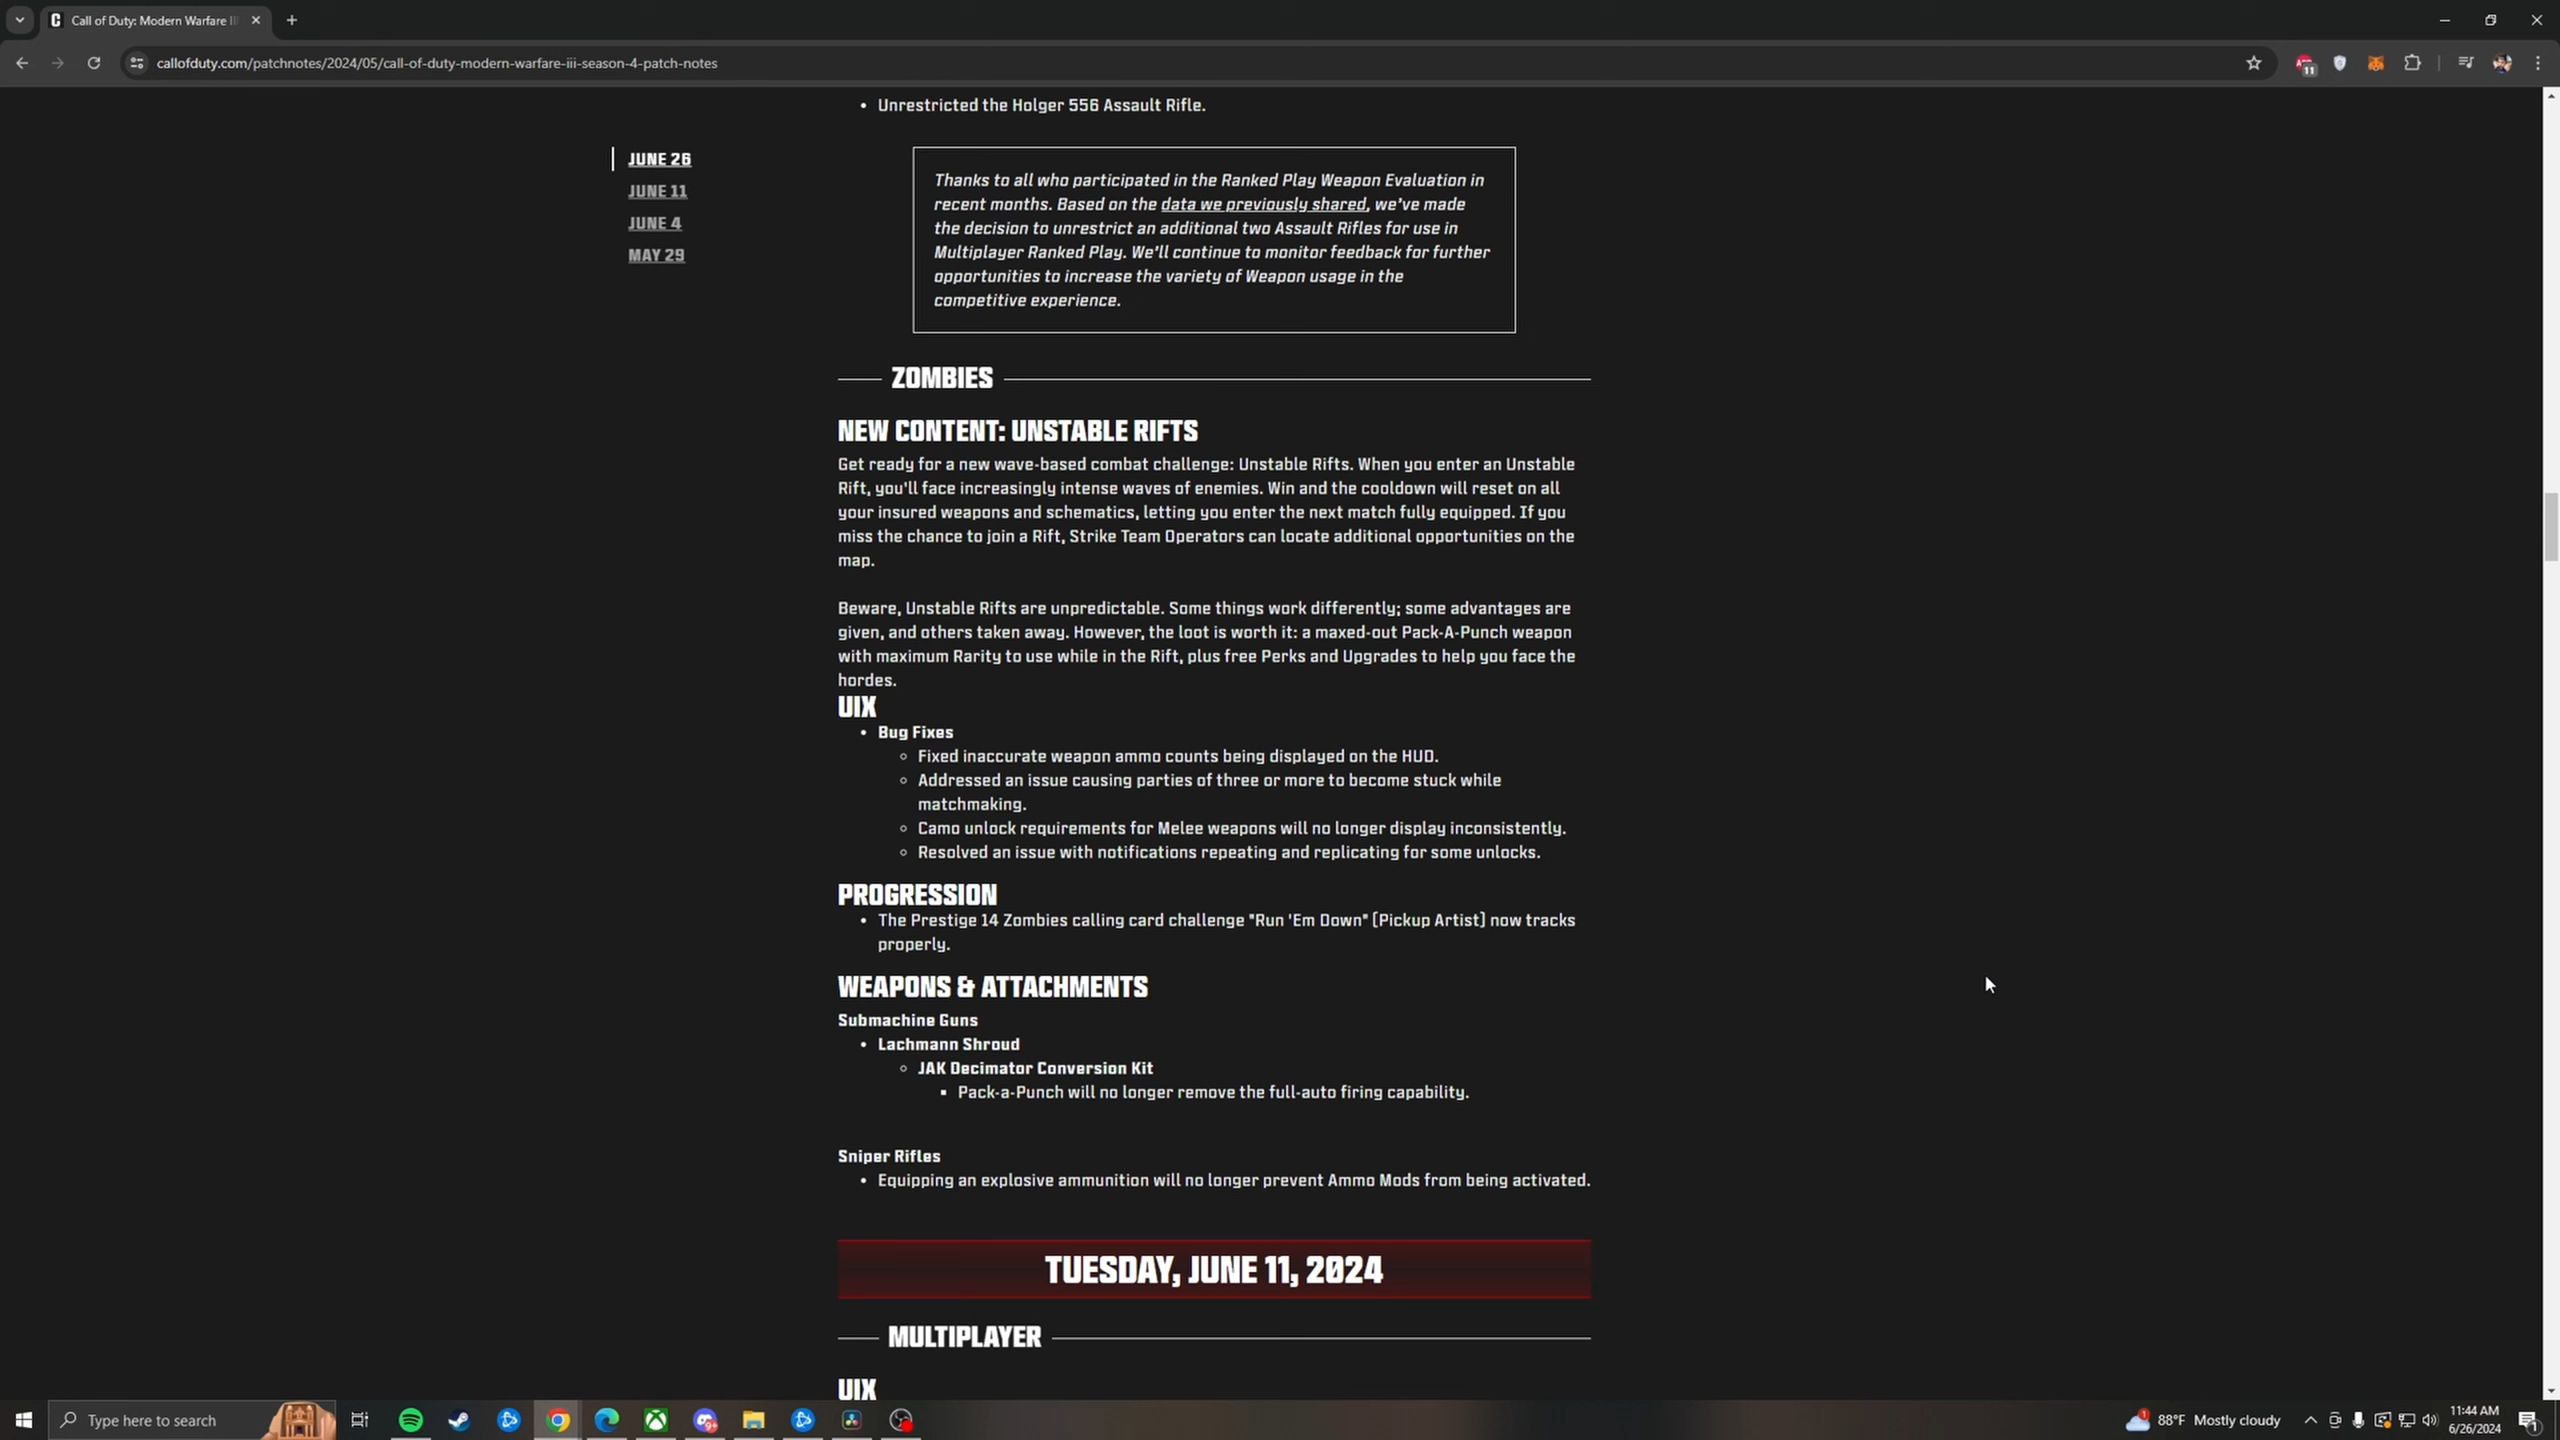 Call of Duty: Modern Warfare III
callofduty.com/patchnotes/2024/05/call-of-duty-modern-warfare-iii-season-4-patch-notes
11
• Unrestricted the Holger 556 Assault Rifle.
JUNE 26
JUNE 11
JUNE 4
MAY 29
Thanks to all who participated in the Ranked Play Weapon Evaluation in
recent months. Based on the data we previously shared, we've made
the decision to unrestrict an additional two Assault Rifles for use in
Multiplayer Ranked Play. We'll continue to monitor feedback for further
opportunities to increase the variety of Weapon usage in the
competitive experience.
ZOMBIES
NEW CONTENT: UNSTABLE RIFTS
Get ready for a new wave-based combat challenge: Unstable Rifts. When you enter an Unstable
Rift, you'll face increasingly intense waves of enemies. Win and the cooldown will reset on all
your insured weapons and schematics, letting you enter the next match fully equipped. If you
miss the chance to join a Rift, Strike Team Operators can locate additional opportunities on the
map.
Beware, Unstable Rifts are unpredictable. Some things work differently; some advantages are
given, and others taken away. However, the loot is worth it: a maxed-out Pack-A-Punch weapon
with maximum Rarity to use while in the Rift, plus free Perks and Upgrades to help you face the
hordes.
UIX
• Bug Fixes
◦ Fixed inaccurate weapon ammo counts being displayed on the HUD.
◦ Addressed an issue causing parties of three or more to become stuck while
matchmaking.
◦ Camo unlock requirements for Melee weapons will no longer display inconsistently.
◦ Resolved an issue with notifications repeating and replicating for some unlocks.
PROGRESSION
• The Prestige 14 Zombies calling card challenge "Run 'Em Down" (Pickup Artist) now tracks
properly.
WEAPONS & ATTACHMENTS
Submachine Guns
• Lachmann Shroud
◦ JAK Decimator Conversion Kit
▪ Pack-a-Punch will no longer remove the full-auto firing capability.
Sniper Rifles
• Equipping an explosive ammunition will no longer prevent Ammo Mods from being activated.
TUESDAY, JUNE 11, 2024
MULTIPLAYER
UIX
Type here to search
9+
1
88°F Mostly cloudy
11:44 AM
6/26/2024
1